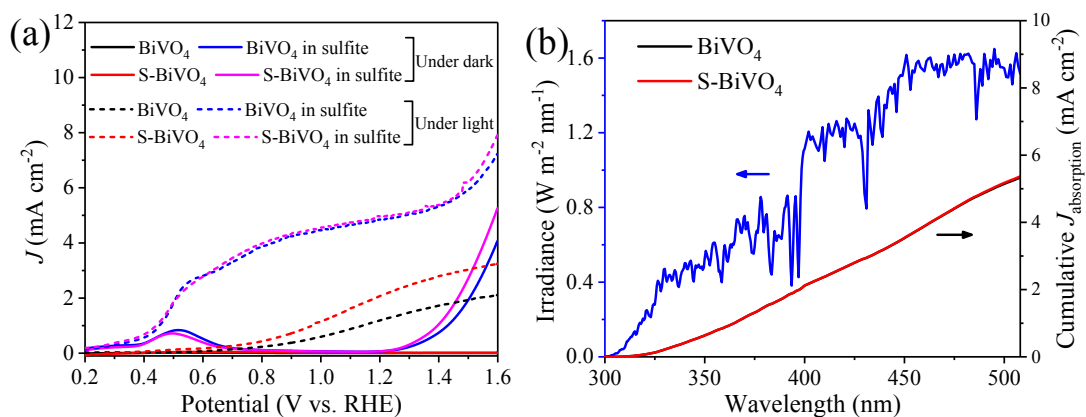 (a)
12
10
8
6
4
2
0
J (mA cm⁻²)
BiVO₄ BiVO₄ in sulfite
S-BiVO₄ S-BiVO₄ in sulfite
Under dark
BiVO₄ BiVO₄ in sulfite
S-BiVO₄ S-BiVO₄ in sulfite
Under light
0.2 0.4 0.6 0.8 1.0 1.2 1.4 1.6
Potential (V vs. RHE)
(b)
1.6
1.2
0.8
0.4
0.0
Irradiance (W m⁻² nm⁻¹)
BiVO₄
S-BiVO₄
10
8
6
4
2
0
Cumulative J absorption (mA cm⁻²)
300 350 400 450 500
Wavelength (nm)